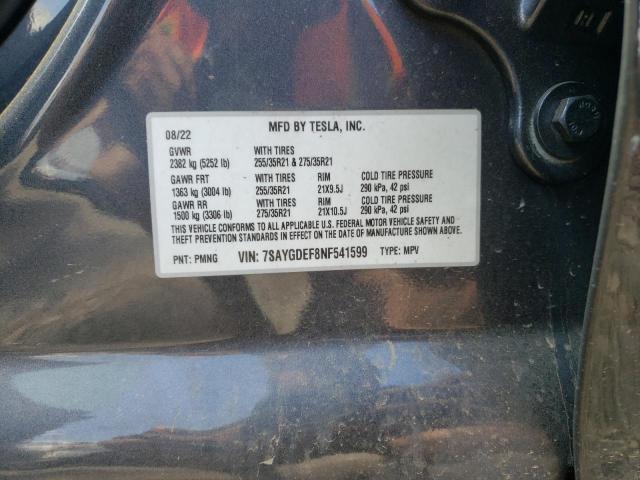 08/22 MFD BY TESLA, INC.
GVWR WITH TIRES
2382 kg (5252 lb) 255/35R21 & 275/35R21
GAWR FRT WITH TIRES RIM COLD TIRE PRESSURE
1363 kg (3004 lb) 255/35R21 21X9.5J 290 kPa, 42 psi
GAWR RR WITH TIRES RIM COLD TIRE PRESSURE
1500 kg (3306 lb) 275/35R21 21X10.5J 290 kPa, 42 psi
THIS VEHICLE CONFORMS TO ALL APPLICABLE U.S. FEDERAL MOTOR VEHICLE SAFETY AND
THEFT PREVENTION STANDARDS IN EFFECT ON THE DATE OF MANUFACTURE SHOWN ABOVE.
PNT: PMNG VIN: 7SAYGDEF8NF541599 TYPE: MPV